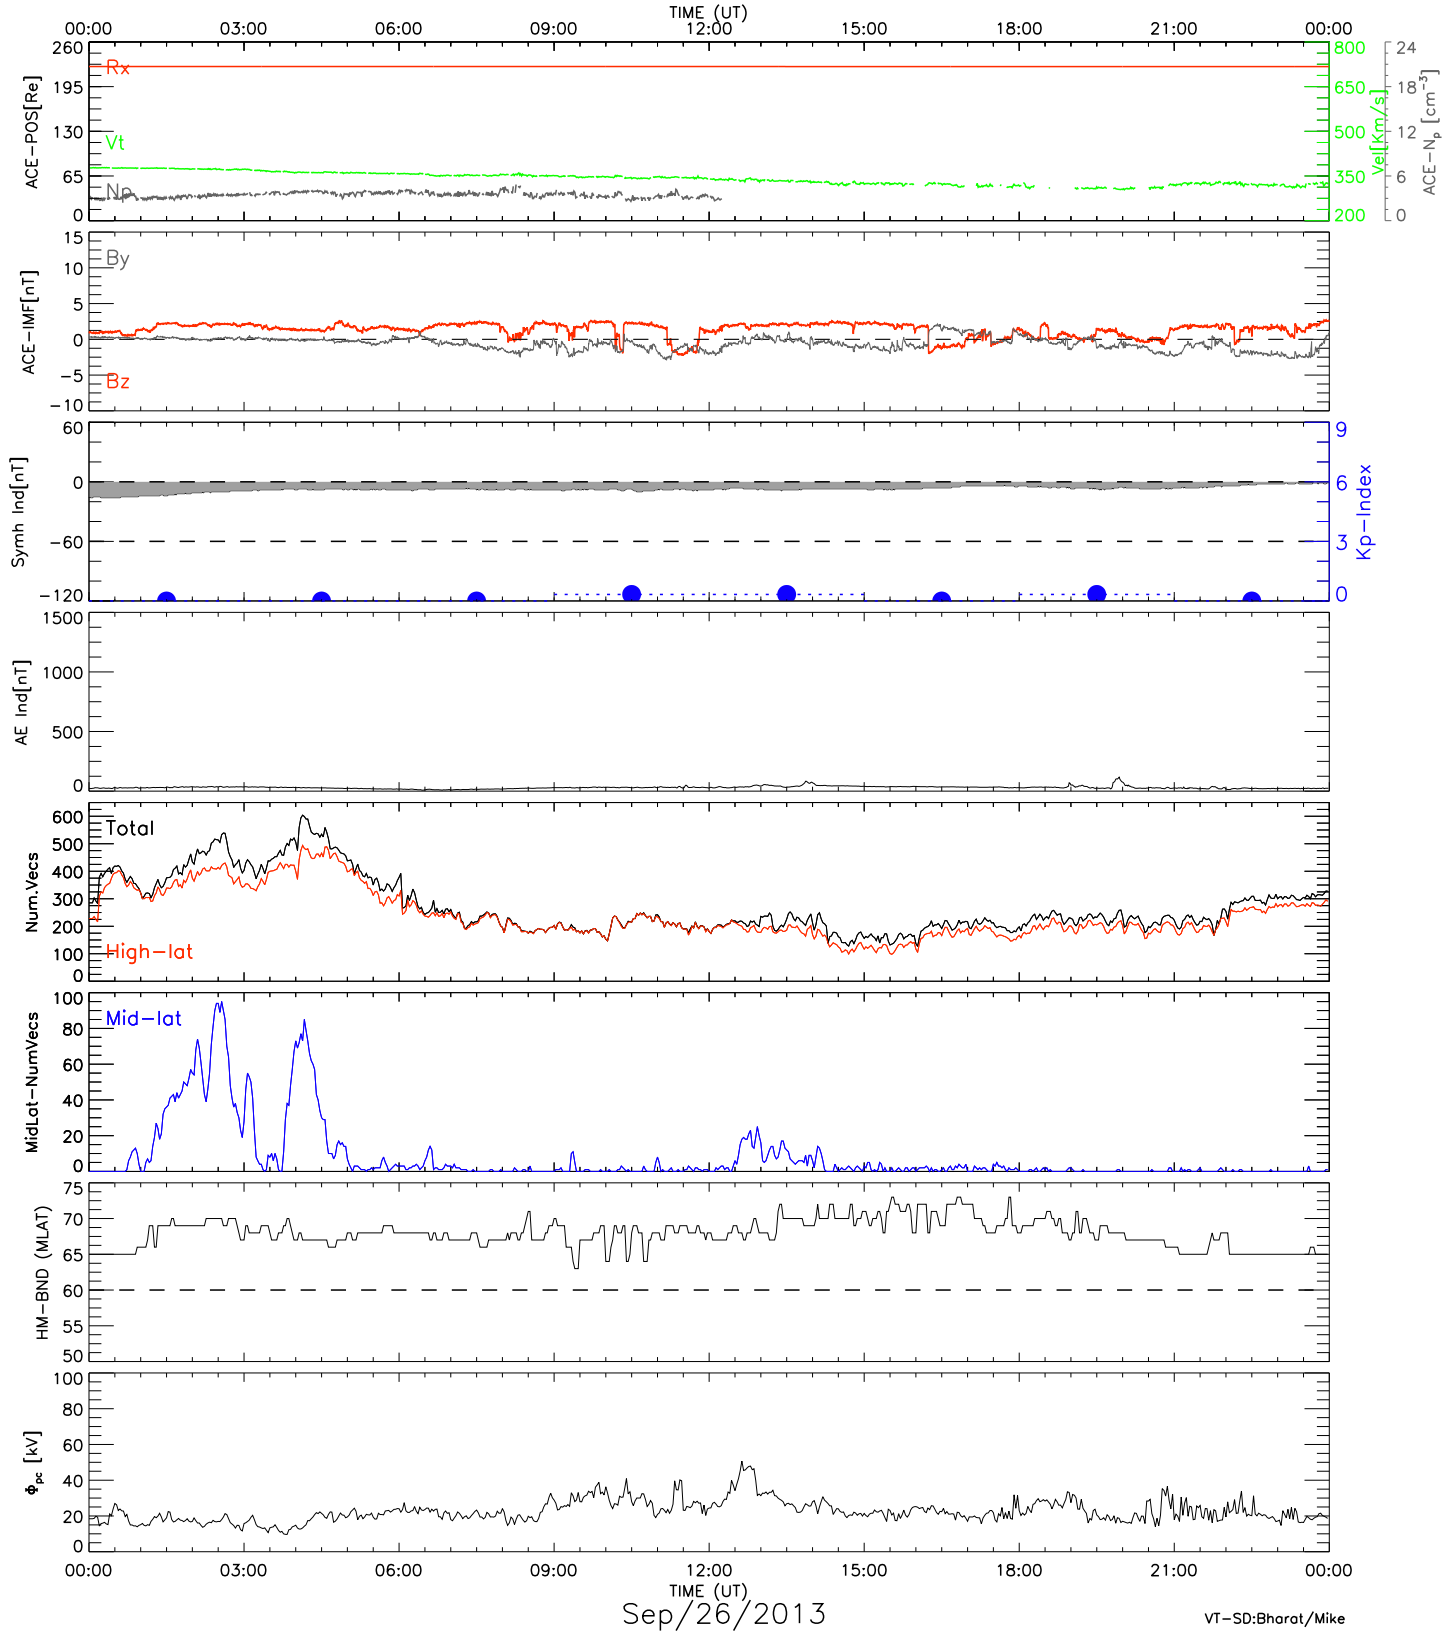 TIME (UT)
00:00 03:00 06:00 09:00 12:00 15:00 18:00 21:00 00:00
ACE-POS[Re]
260
195
130
65
0
Rx
Vt
Np
800
650
500
350
200
Vel[Km/s]
24
18
12
6
0
ACE-Np [cm-3]
ACE-IMF[nT]
15
10
5
0
-5
-10
By
Bz
Symh Ind[nT]
60
0
-60
-120
9
6
3
0
Kp-Index
AE Ind[nT]
1500
1000
500
0
Num.Vecs
600
500
400
300
200
100
0
Total
High-lat
MidLat-NumVecs
100
80
60
40
20
0
Mid-lat
HM-BND (MLAT)
75
70
65
60
55
50
Φpc [kV]
100
80
60
40
20
0
00:00 03:00 06:00 09:00 12:00 15:00 18:00 21:00 00:00
TIME (UT)
Sep/26/2013
VT-SD:Bharat/Mike